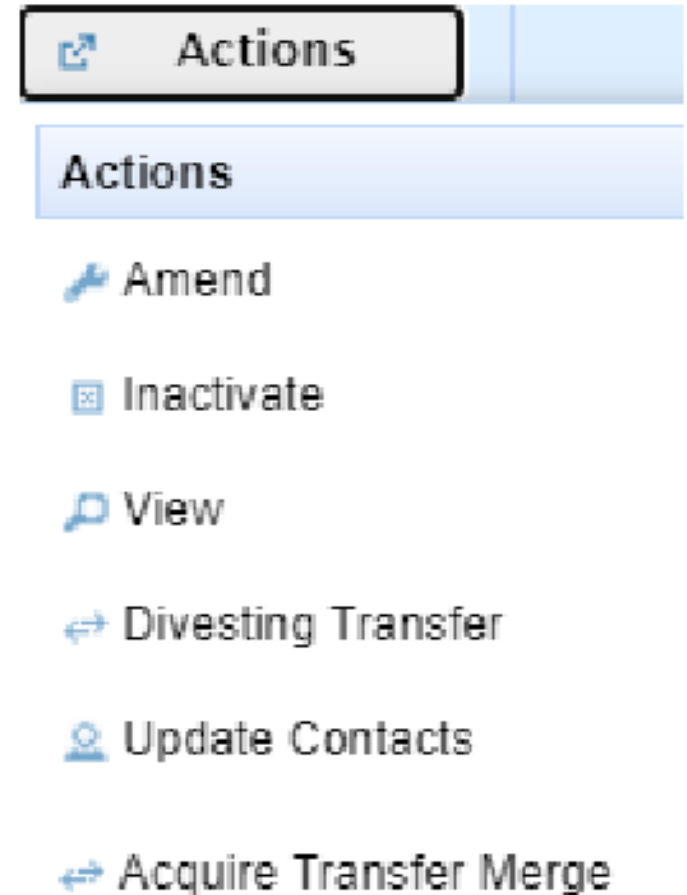 Actions
Actions
Amend
Inactivate
View
Divesting Transfer
Update Contacts
Acquire Transfer Merge